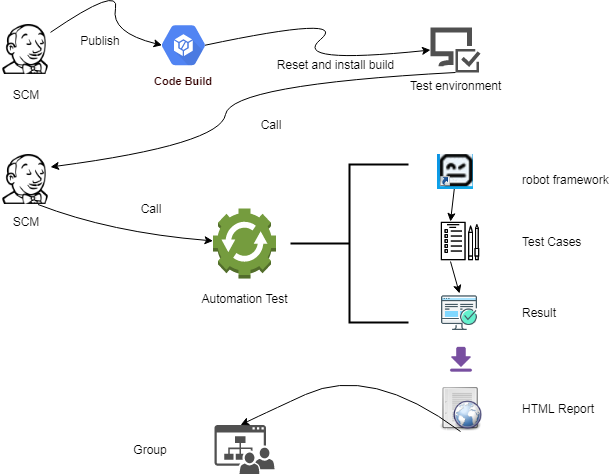 Publish
Code Build
Reset and install build
SCM
Test environment
Call
SCM
Call
Automation Test
robot framework
Test Cases
Result
HTML Report
Group